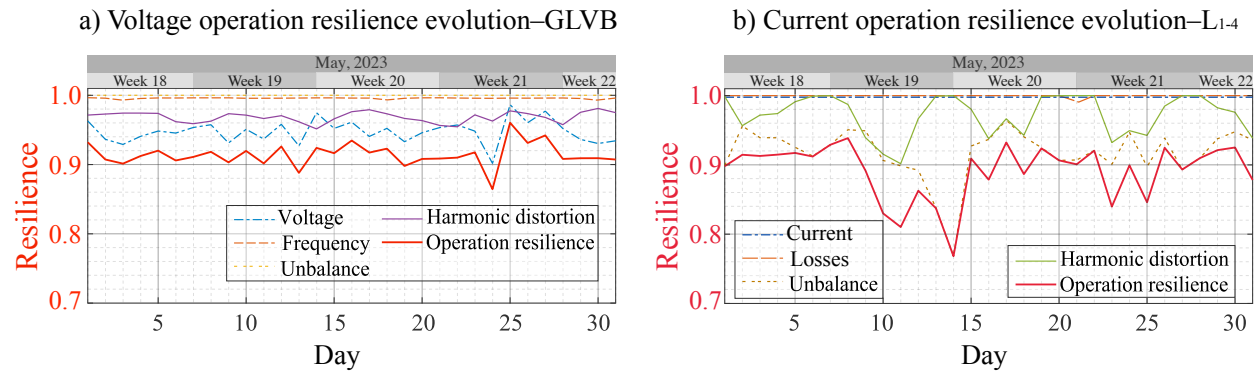 a) Voltage operation resilience evolution–GLVB
May, 2023
Week 18 Week 19 Week 20 Week 21 Week 22
1.0
0.9
0.8
0.7
Resilience
Voltage
Frequency
Unbalance
Harmonic distortion
Operation resilience
5 10 15 20 25 30
Day
b) Current operation resilience evolution–L1-4
May, 2023
Week 18 Week 19 Week 20 Week 21 Week 22
1.0
0.9
0.8
0.7
Resilience
Current
Losses
Unbalance
Harmonic distortion
Operation resilience
5 10 15 20 25 30
Day